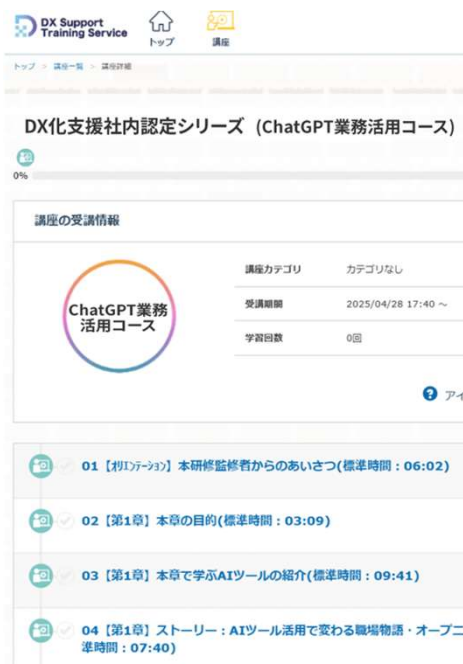 DX Support
Training Service
トップ
講座
トップ > 講座一覧 > 講座詳細
DX化支援社内認定シリーズ (ChatGPT業務活用コース)
0%
講座の受講情報
ChatGPT業務
活用コース
講座カテゴリ カテゴリなし
受講期間 2025/04/28 17:40 ~
学習回数 0回
? アイ
01【ｵﾘｴﾝﾃｰｼｮﾝ】本研修監修者からのあいさつ(標準時間：06:02)
02【第1章】本章の目的(標準時間：03:09)
03【第1章】本章で学ぶAIツールの紹介(標準時間：09:41)
04【第1章】ストーリー：AIツール活用で変わる職場物語・オープニ
準時間：07:40)